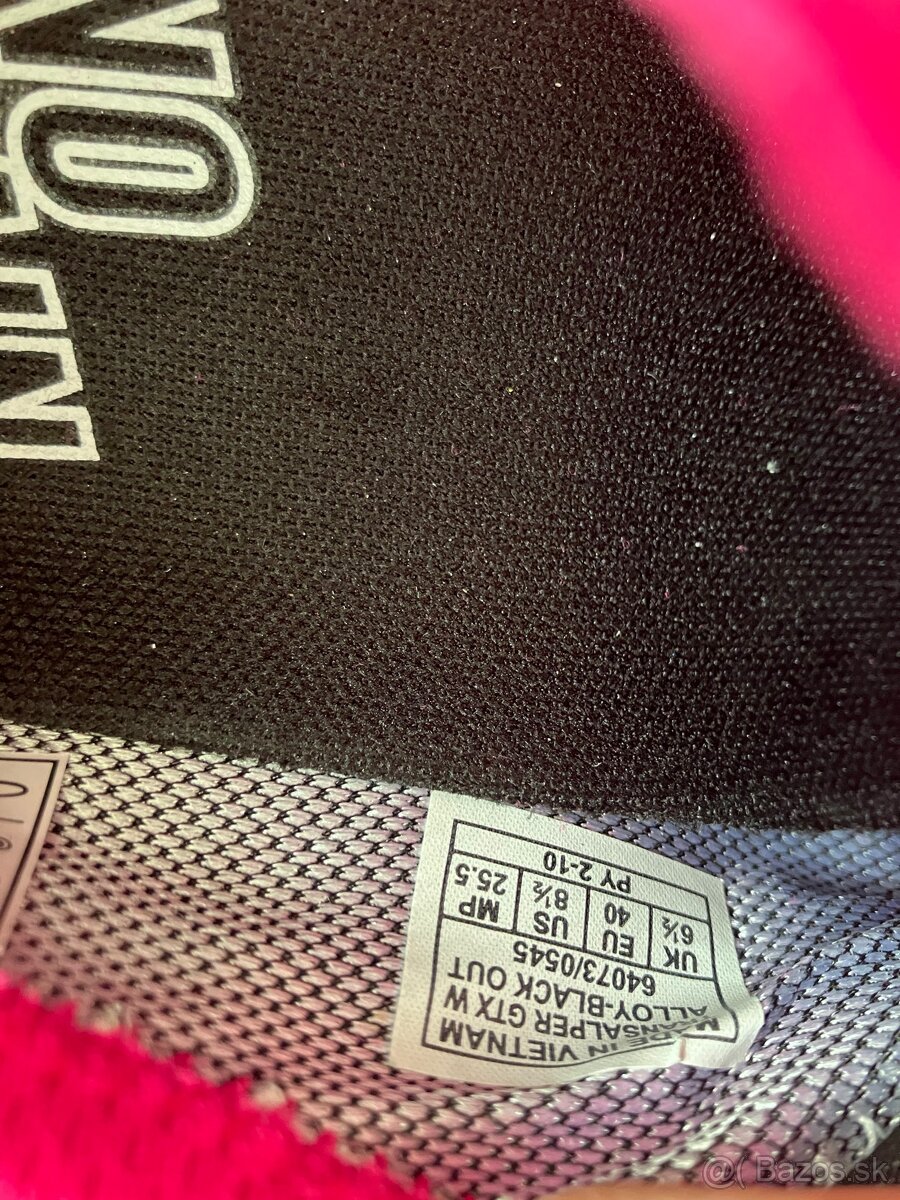 MADE IN VIETNAM
TRANSALPER GTX W
ALLOY-BLACK OUT
64073/0545
UK EU US MP
6½ 40 8½ 25.5
PY 2-10
@( Bazos.sk